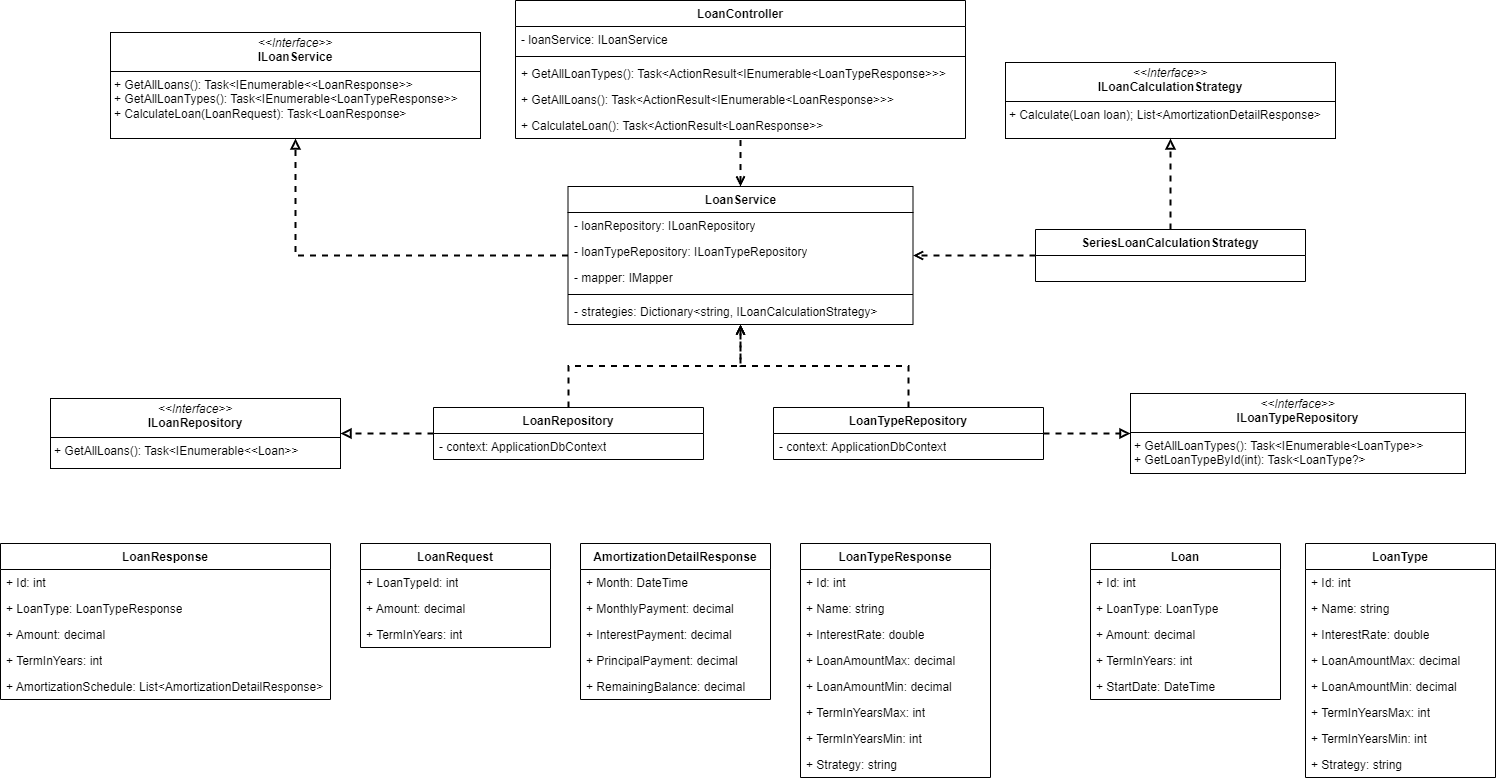 LoanController
- loanService: ILoanService
+ GetAllLoanTypes(): Task<ActionResult<IEnumerable<LoanTypeResponse>>>
+ GetAllLoans(): Task<ActionResult<IEnumerable<LoanResponse>>>
+ CalculateLoan(): Task<ActionResult<LoanResponse>>
<<Interface>>
ILoanService
+ GetAllLoans(): Task<IEnumerable<<LoanResponse>>
+ GetAllLoanTypes(): Task<IEnumerable<LoanTypeResponse>>
+ CalculateLoan(LoanRequest): Task<LoanResponse>
<<Interface>>
ILoanCalculationStrategy
+ Calculate(Loan loan); List<AmortizationDetailResponse>
LoanService
- loanRepository: ILoanRepository
- loanTypeRepository: ILoanTypeRepository
- mapper: IMapper
- strategies: Dictionary<string, ILoanCalculationStrategy>
SeriesLoanCalculationStrategy
<<Interface>>
ILoanRepository
+ GetAllLoans(): Task<IEnumerable<<Loan>>
LoanRepository
- context: ApplicationDbContext
LoanTypeRepository
- context: ApplicationDbContext
<<Interface>>
ILoanTypeRepository
+ GetAllLoanTypes(): Task<IEnumerable<LoanType>>
+ GetLoanTypeById(int): Task<LoanType?>
LoanResponse
+ Id: int
+ LoanType: LoanTypeResponse
+ Amount: decimal
+ TermInYears: int
+ AmortizationSchedule: List<AmortizationDetailResponse>
LoanRequest
+ LoanTypeId: int
+ Amount: decimal
+ TermInYears: int
AmortizationDetailResponse
+ Month: DateTime
+ MonthlyPayment: decimal
+ InterestPayment: decimal
+ PrincipalPayment: decimal
+ RemainingBalance: decimal
LoanTypeResponse
+ Id: int
+ Name: string
+ InterestRate: double
+ LoanAmountMax: decimal
+ LoanAmountMin: decimal
+ TermInYearsMax: int
+ TermInYearsMin: int
+ Strategy: string
Loan
+ Id: int
+ LoanType: LoanType
+ Amount: decimal
+ TermInYears: int
+ StartDate: DateTime
LoanType
+ Id: int
+ Name: string
+ InterestRate: double
+ LoanAmountMax: decimal
+ LoanAmountMin: decimal
+ TermInYearsMax: int
+ TermInYearsMin: int
+ Strategy: string